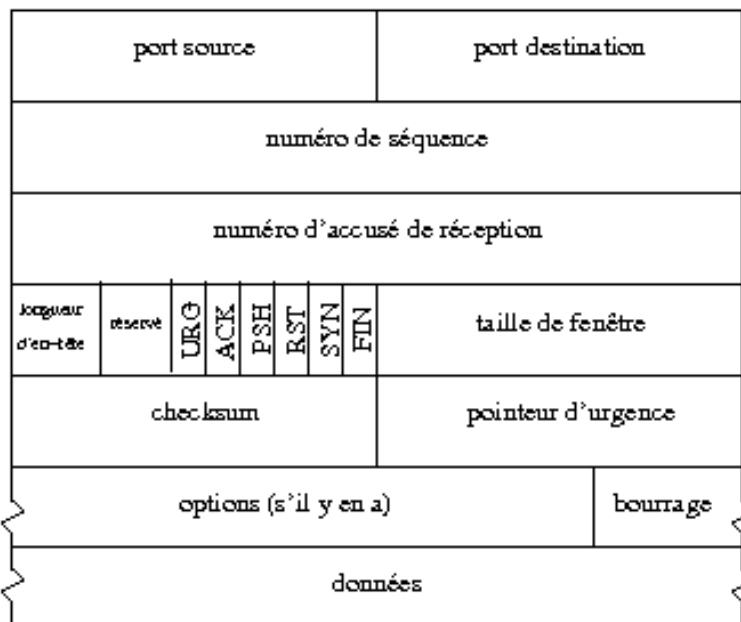 port source
port destination
numéro de séquence
numéro d'accusé de réception
longueur
d'en-tête
réservé
URG
ACK
PSH
RST
SYN
FIN
taille de fenêtre
checksum
pointeur d'urgence
options (s'il y en a)
bourrage
données